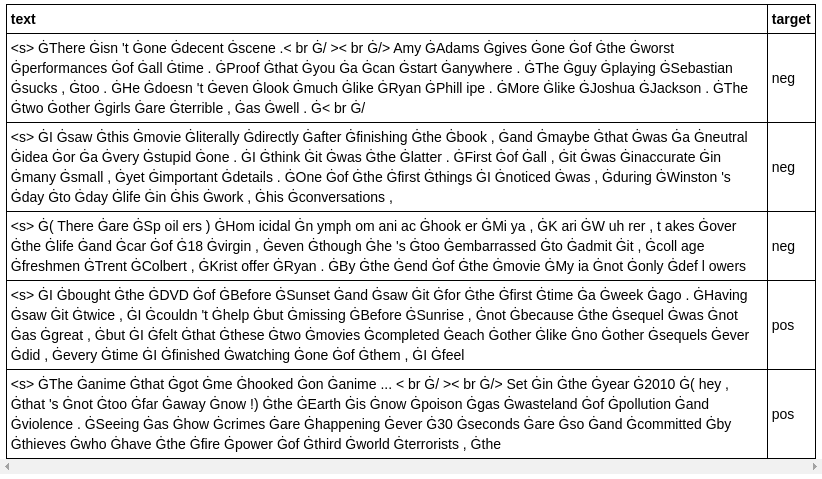 text target
<s> ĠThere Ġisn 't Ġone Ġdecent Ġscene .< br Ġ/ >< br Ġ/> Amy ĠAdams Ġgives Ġone Ġof Ġthe Ġworst
Ġperformances Ġof Ġall Ġtime . ĠProof Ġthat Ġyou Ġa Ġcan Ġstart Ġanywhere . ĠThe Ġguy Ġplaying ĠSebastian
Ġsucks , Ġtoo . ĠHe Ġdoesn 't Ġeven Ġlook Ġmuch Ġlike ĠRyan ĠPhill ipe . ĠMore Ġlike ĠJoshua ĠJackson . ĠThe
Ġtwo Ġother Ġgirls Ġare Ġterrible , Ġas Ġwell . Ġ< br Ġ/
neg
<s> ĠI Ġsaw Ġthis Ġmovie Ġliterally Ġdirectly Ġafter Ġfinishing Ġthe Ġbook , Ġand Ġmaybe Ġthat Ġwas Ġa Ġneutral
Ġidea Ġor Ġa Ġvery Ġstupid Ġone . ĠI Ġthink Ġit Ġwas Ġthe Ġlatter . ĠFirst Ġof Ġall , Ġit Ġwas Ġinaccurate Ġin
Ġmany Ġsmall , Ġyet Ġimportant Ġdetails . ĠOne Ġof Ġthe Ġfirst Ġthings ĠI Ġnoticed Ġwas , Ġduring ĠWinston 's
Ġday Ġto Ġday Ġlife Ġin Ġhis Ġwork , Ġhis Ġconversations ,
neg
<s> Ġ( There Ġare ĠSp oil ers ) ĠHom icidal Ġn ymph om ani ac Ġhook er ĠMi ya , ĠK ari ĠW uh rer , t akes Ġover
Ġthe Ġlife Ġand Ġcar Ġof Ġ18 Ġvirgin , Ġeven Ġthough Ġhe 's Ġtoo Ġembarrassed Ġto Ġadmit Ġit , Ġcoll age
Ġfreshmen ĠTrent ĠColbert , ĠKrist offer ĠRyan . ĠBy Ġthe Ġend Ġof Ġthe Ġmovie ĠMy ia Ġnot Ġonly Ġdef l owers
neg
<s> ĠI Ġbought Ġthe ĠDVD Ġof ĠBefore ĠSunset Ġand Ġsaw Ġit Ġfor Ġthe Ġfirst Ġtime Ġa Ġweek Ġago . ĠHaving
Ġsaw Ġit Ġtwice , ĠI Ġcouldn 't Ġhelp Ġbut Ġmissing ĠBefore ĠSunrise , Ġnot Ġbecause Ġthe Ġsequel Ġwas Ġnot
Ġas Ġgreat , Ġbut ĠI Ġfelt Ġthat Ġthese Ġtwo Ġmovies Ġcompleted Ġeach Ġother Ġlike Ġno Ġother Ġsequels Ġever
Ġdid , Ġevery Ġtime ĠI Ġfinished Ġwatching Ġone Ġof Ġthem , ĠI Ġfeel
pos
<s> ĠThe Ġanime Ġthat Ġgot Ġme Ġhooked Ġon Ġanime ... < br Ġ/ >< br Ġ/> Set Ġin Ġthe Ġyear Ġ2010 Ġ( hey ,
Ġthat 's Ġnot Ġtoo Ġfar Ġaway Ġnow !) Ġthe ĠEarth Ġis Ġnow Ġpoison Ġgas Ġwasteland Ġof Ġpollution Ġand
Ġviolence . ĠSeeing Ġas Ġhow Ġcrimes Ġare Ġhappening Ġever Ġ30 Ġseconds Ġare Ġso Ġand Ġcommitted Ġby
Ġthieves Ġwho Ġhave Ġthe Ġfire Ġpower Ġof Ġthird Ġworld Ġterrorists , Ġthe
pos